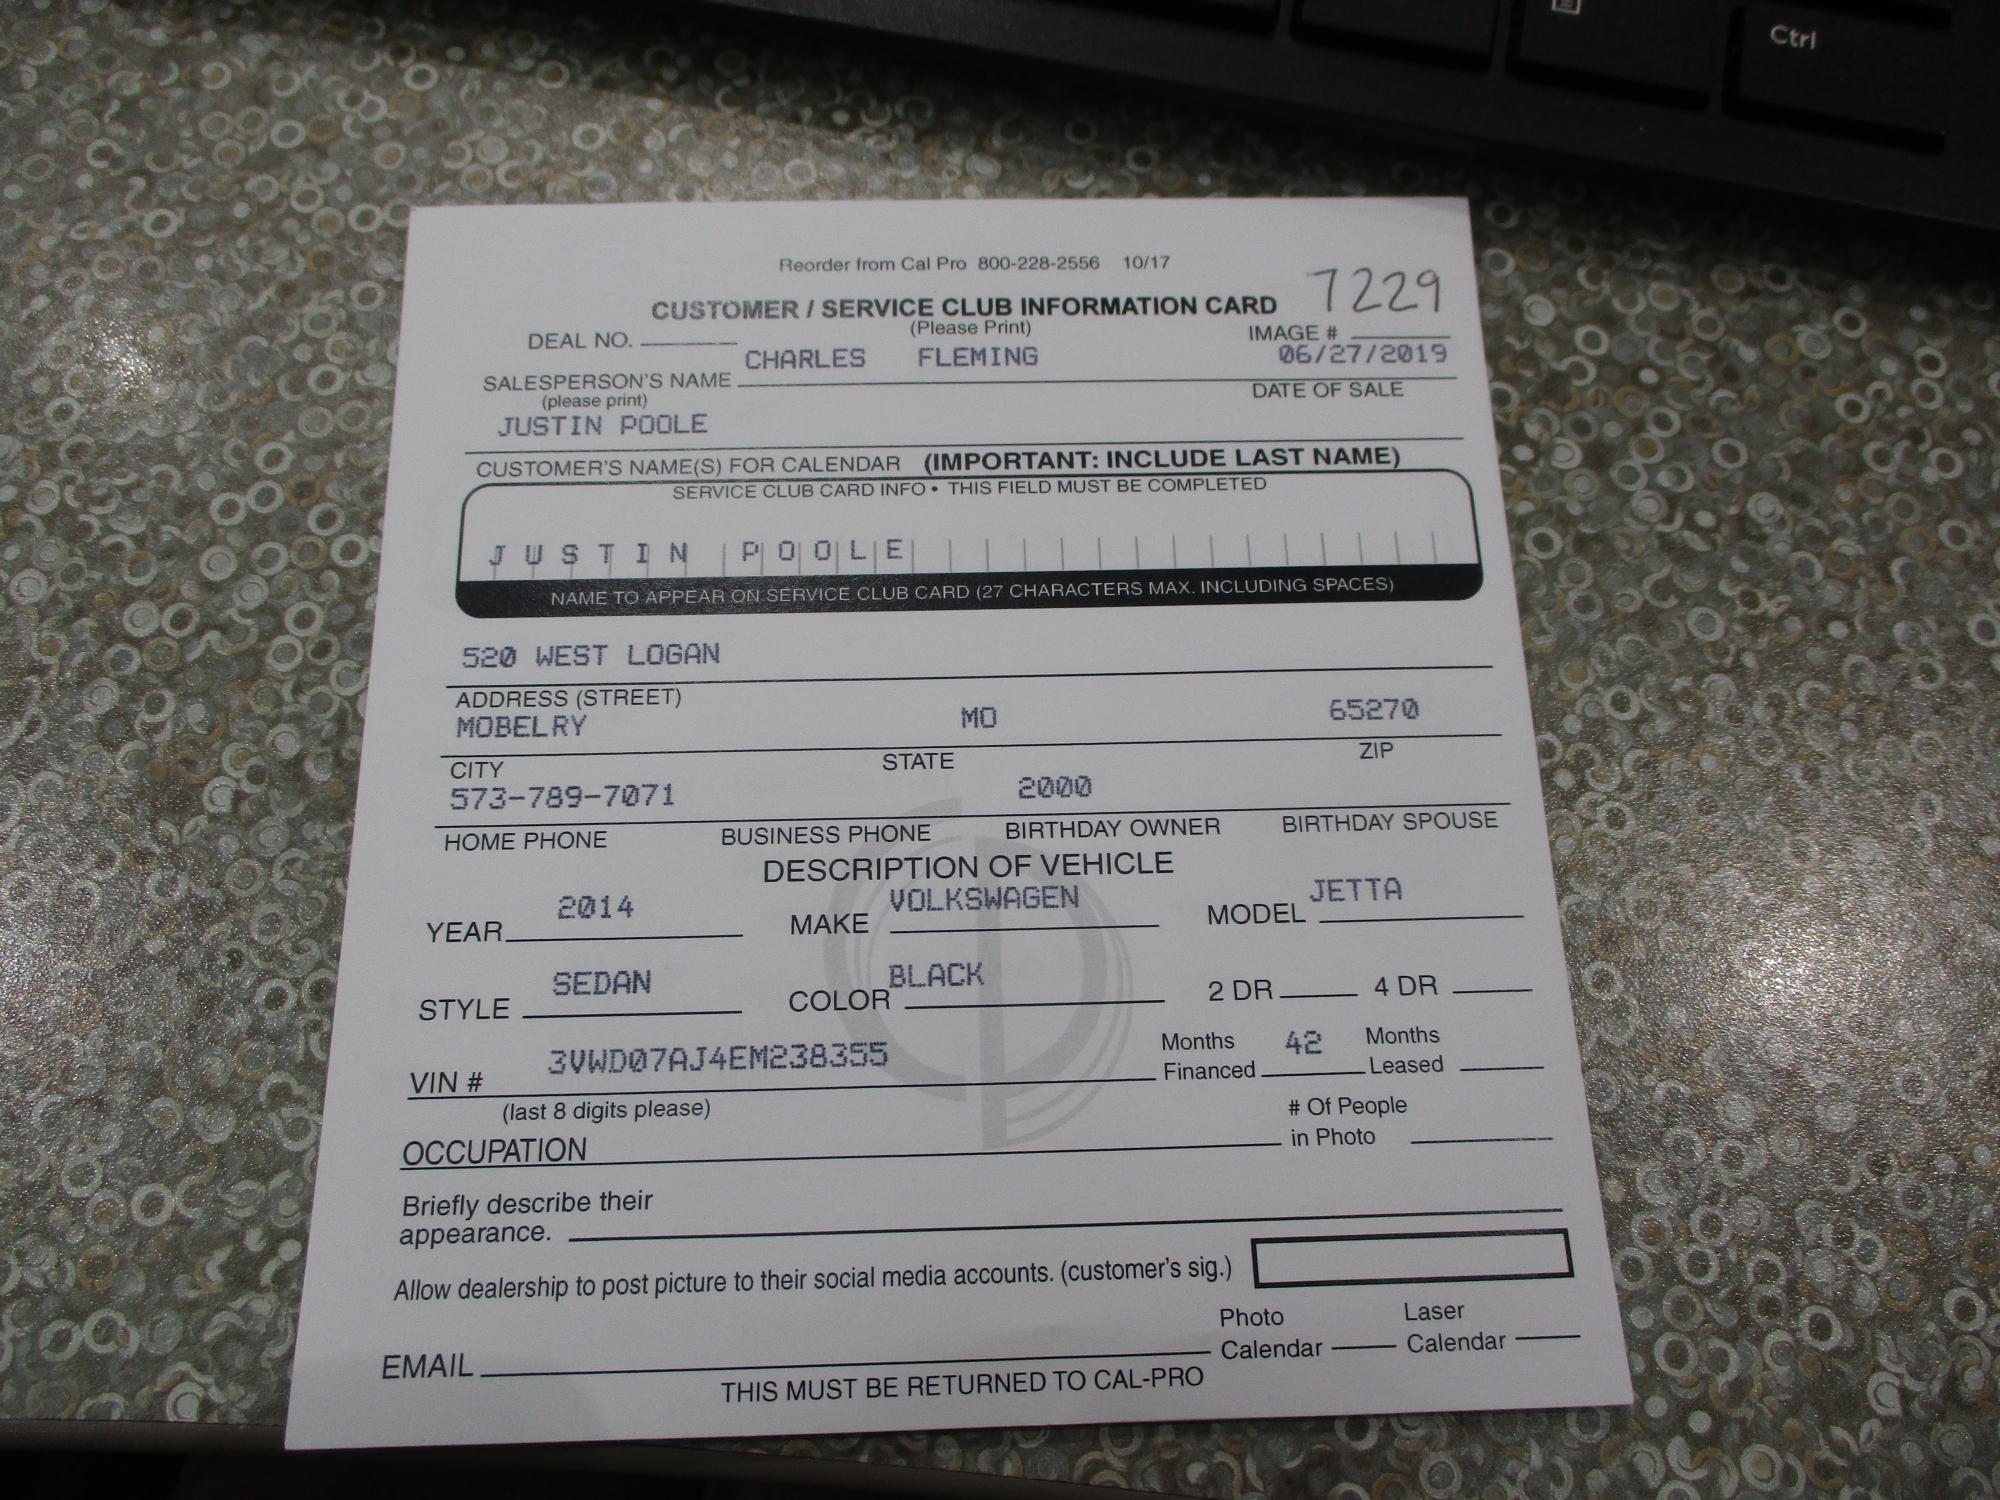 Ctrl
Reorder from Cal Pro 800-228-2556 10/17
7229
CUSTOMER / SERVICE CLUB INFORMATION CARD
(Please Print)
DEAL NO. IMAGE #
CHARLES FLEMING 06/27/2019
SALESPERSON'S NAME DATE OF SALE
(please print)
JUSTIN POOLE
CUSTOMER'S NAME(S) FOR CALENDAR (IMPORTANT: INCLUDE LAST NAME)
SERVICE CLUB CARD INFO • THIS FIELD MUST BE COMPLETED
JUSTIN POOLE
NAME TO APPEAR ON SERVICE CLUB CARD (27 CHARACTERS MAX. INCLUDING SPACES)
520 WEST LOGAN
ADDRESS (STREET)
MOBELRY MO 65270
CITY STATE ZIP
573-789-7071 2000
HOME PHONE BUSINESS PHONE BIRTHDAY OWNER BIRTHDAY SPOUSE
DESCRIPTION OF VEHICLE
YEAR 2014 MAKE VOLKSWAGEN MODEL JETTA
STYLE SEDAN COLOR BLACK 2 DR 4 DR
VIN # 3VWD07AJ4EM238355 Months Financed 42 Months Leased
(last 8 digits please)
OCCUPATION # Of People in Photo
Briefly describe their
appearance.
Allow dealership to post picture to their social media accounts. (customer's sig.)
EMAIL Photo Calendar Laser Calendar
THIS MUST BE RETURNED TO CAL-PRO